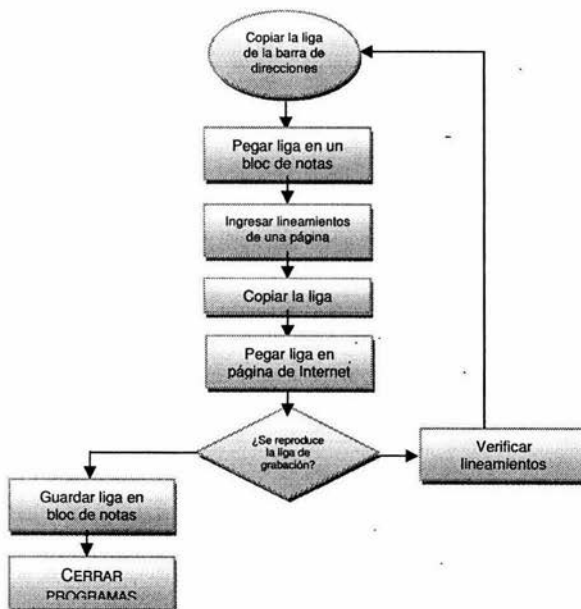 Copiar la liga
de la barra de
direcciones
Pegar liga en un
bloc de notas
Ingresar lineamientos
de una página
Copiar la liga
Pegar liga en
página de Internet
¿Se reproduce
la liga de
grabación?
Verificar
lineamientos
Guardar liga en
bloc de notas
CERRAR
PROGRAMAS